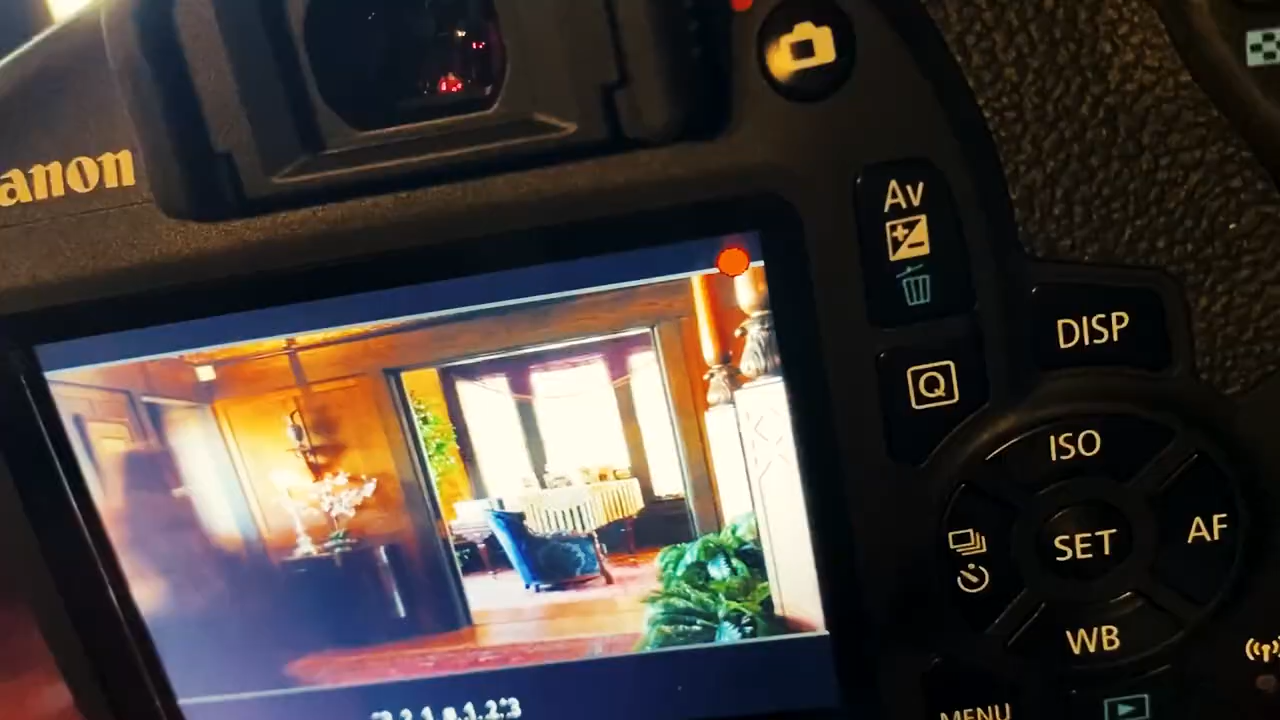 anon
Av
DISP
Q
ISO
SET
AF
WB
MENU